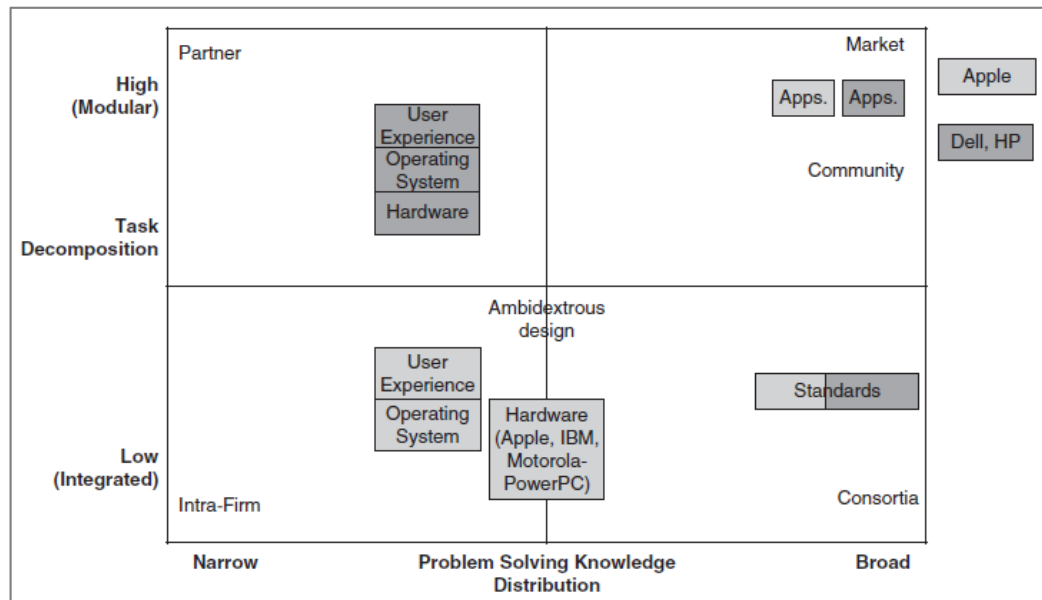 Partner
Market
High
(Modular)
Apple
Apps.
Apps.
User
Experience
Dell, HP
Operating
System
Community
Hardware
Task
Decomposition
Ambidextrous
design
User
Experience
Standards
Operating
System
Hardware
(Apple, IBM,
Motorola-
PowerPC)
Low
(Integrated)
Intra-Firm
Consortia
Narrow
Problem Solving Knowledge
Distribution
Broad